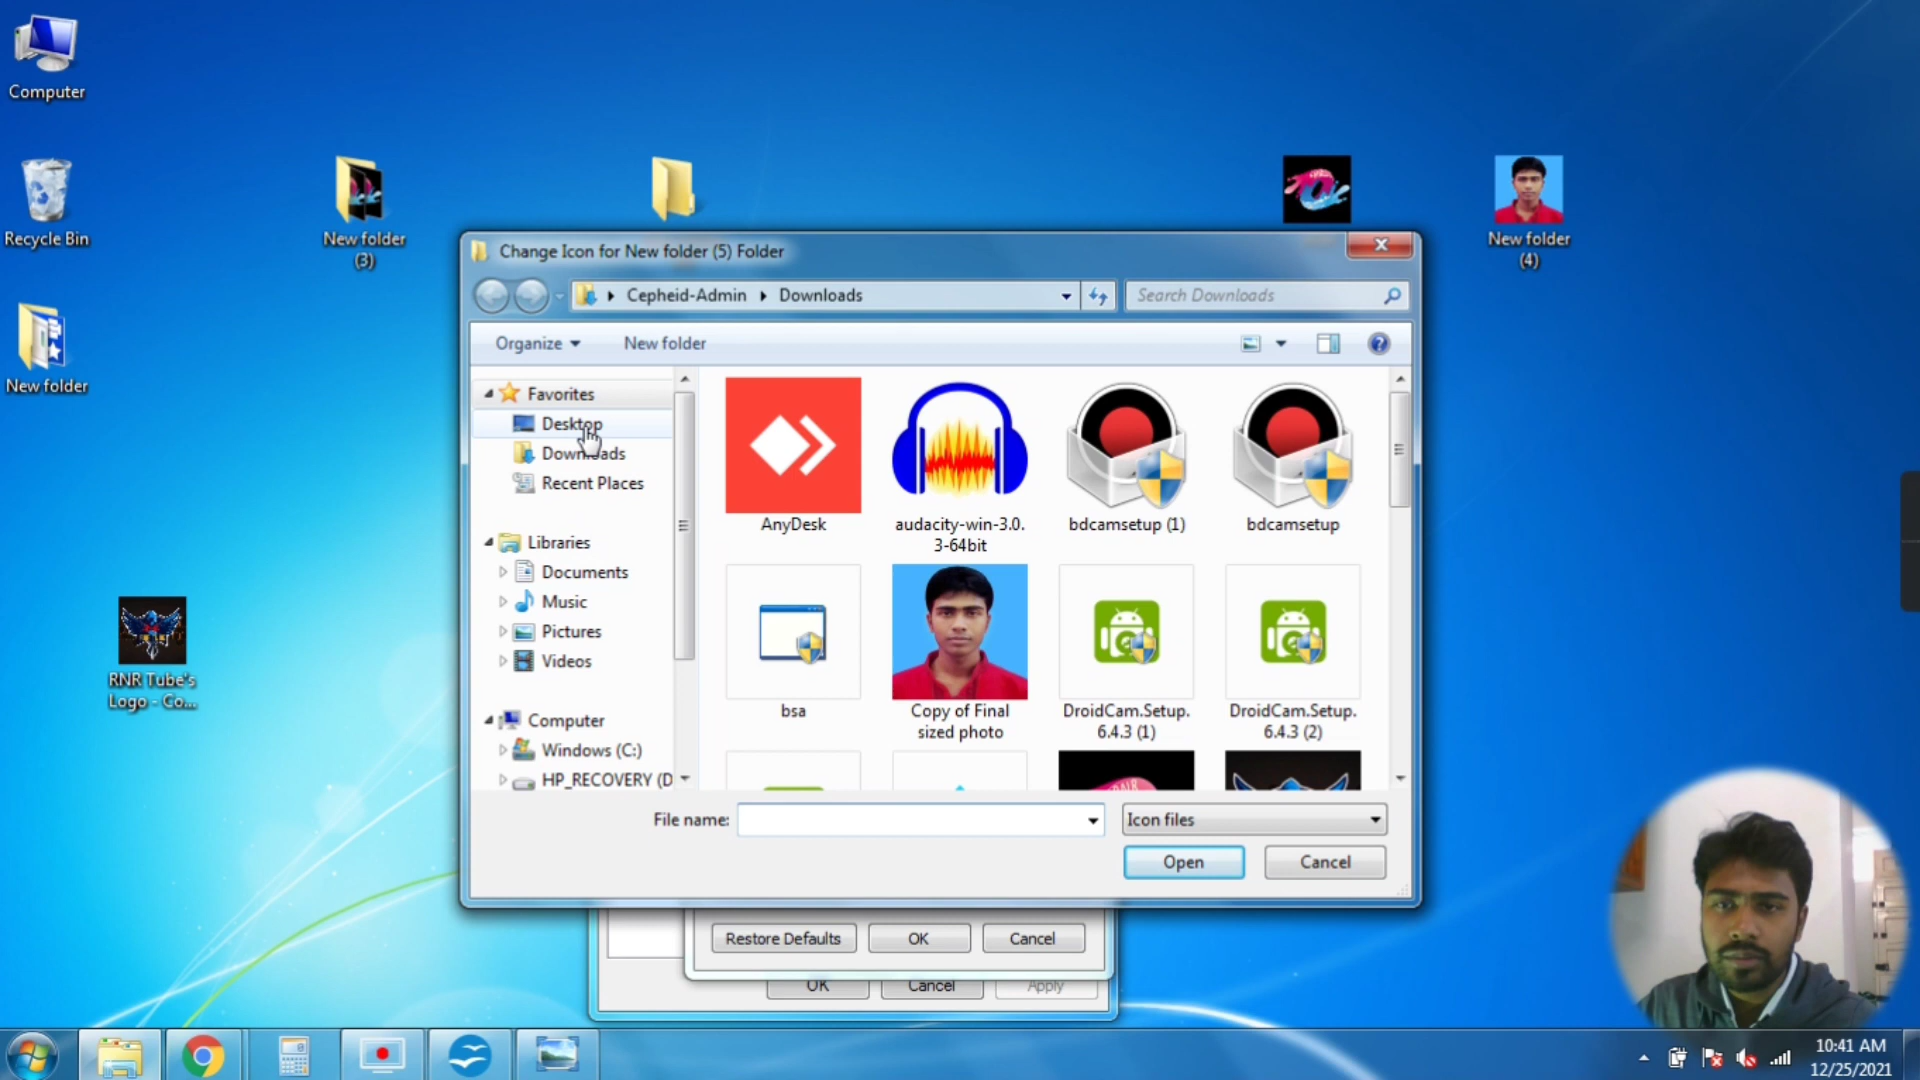 Computer
Recycle Bin
New folder
New folder
(3)
RNR Tube's
Logo - Co...
New folder
(4)
Change Icon for New folder (5) Folder
Cepheid-Admin
Downloads
Search Downloads
Organize
New folder
Favorites
Desktop
Downloads
Recent Places
Libraries
Documents
Music
Pictures
Videos
Computer
Windows (C:)
HP_RECOVERY (D
AnyDesk
audacity-win-3.0.
3-64bit
bdcamsetup (1)
bdcamsetup
bsa
Copy of Final
sized photo
DroidCam.Setup.
6.4.3 (1)
DroidCam.Setup.
6.4.3 (2)
File name:
Icon files
Open
Cancel
Restore Defaults
OK
Cancel
OK
Cancel
Apply
10:41 AM
12/25/2021